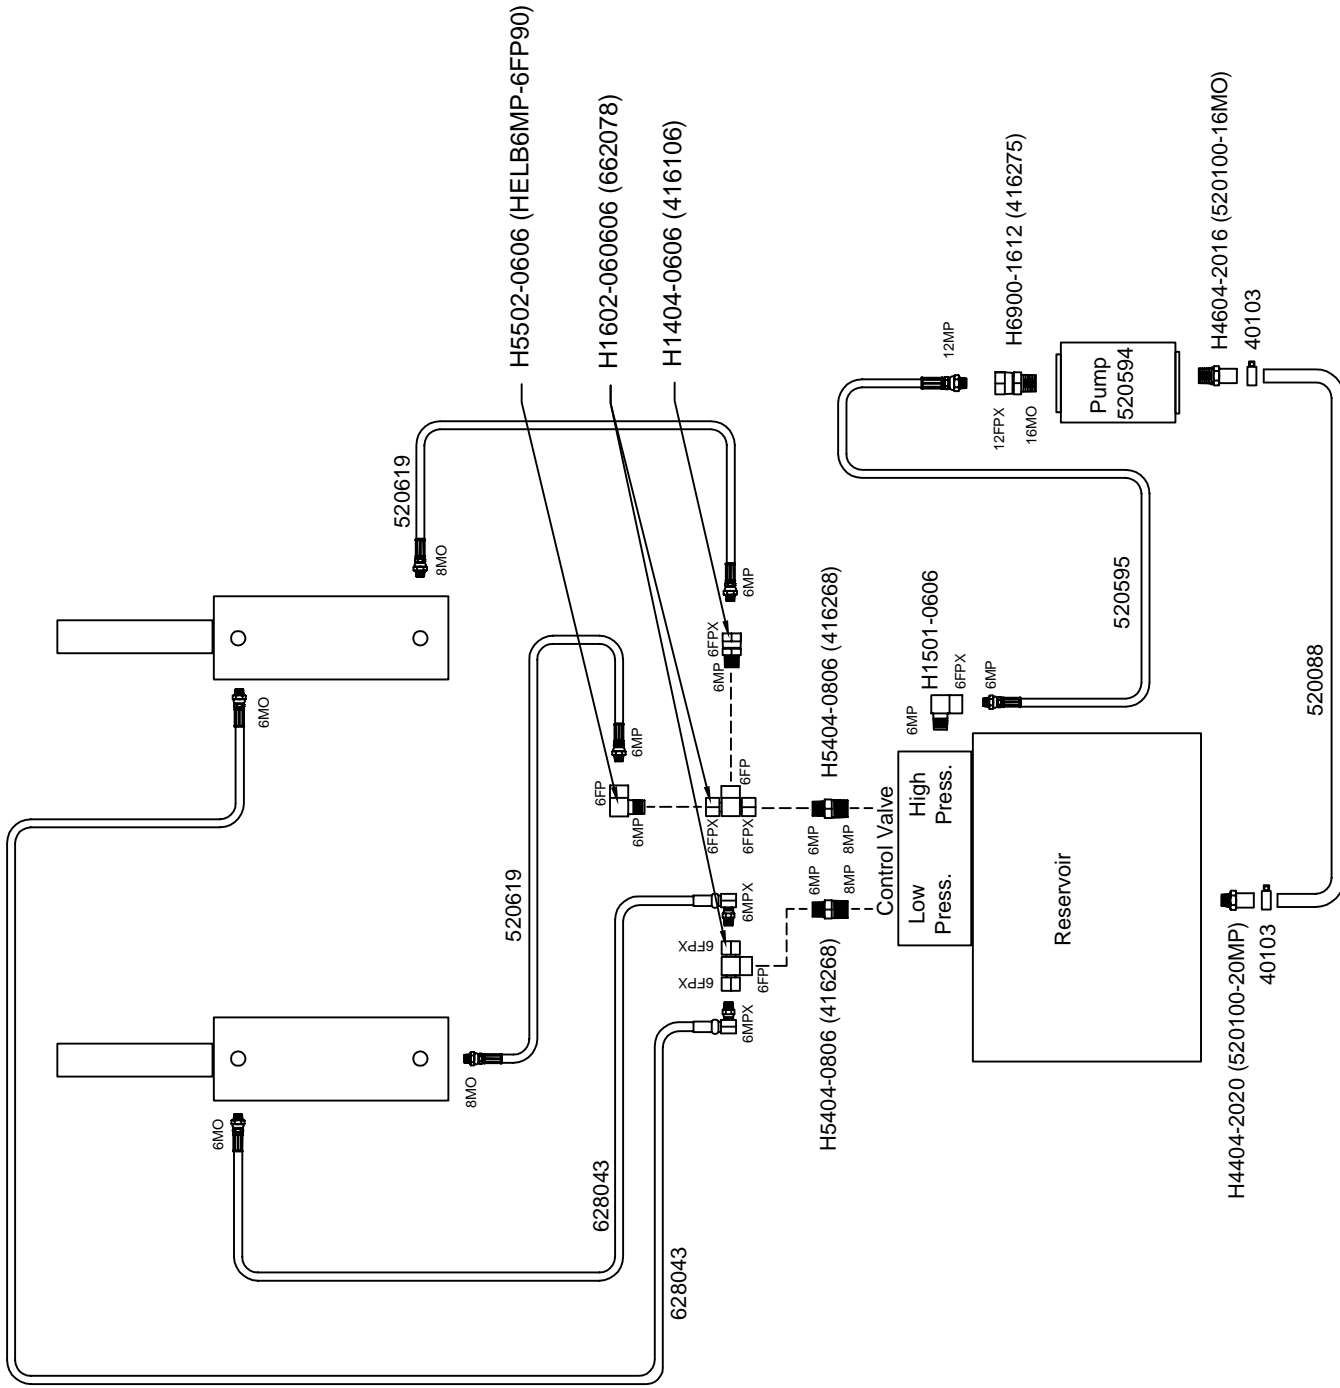 H5502-0606 (HELB6MP-6FP90)
H1602-060606 (662078)
H1404-0606 (416106)
520619
8MO
6MP
6FPX
6MP
6MO
520619
6MP
6FP
6MP
8MO
6FP
6FPX
6FPX
6MPX
6FPX
6FPX
6FP
6MPX
6MO
628043
628043
12MP
12FPX
16MO
H6900-1612 (416275)
Pump
520594
H4604-2016 (520100-16MO)
40103
520595
H1501-0606
6MP
6FPX
6MP
H5404-0806 (416268)
6MP
8MP
6MP
8MP
H5404-0806 (416268)
Control Valve
High
Press.
Low
Press.
Reservoir
520088
H4404-2020 (520100-20MP)
40103